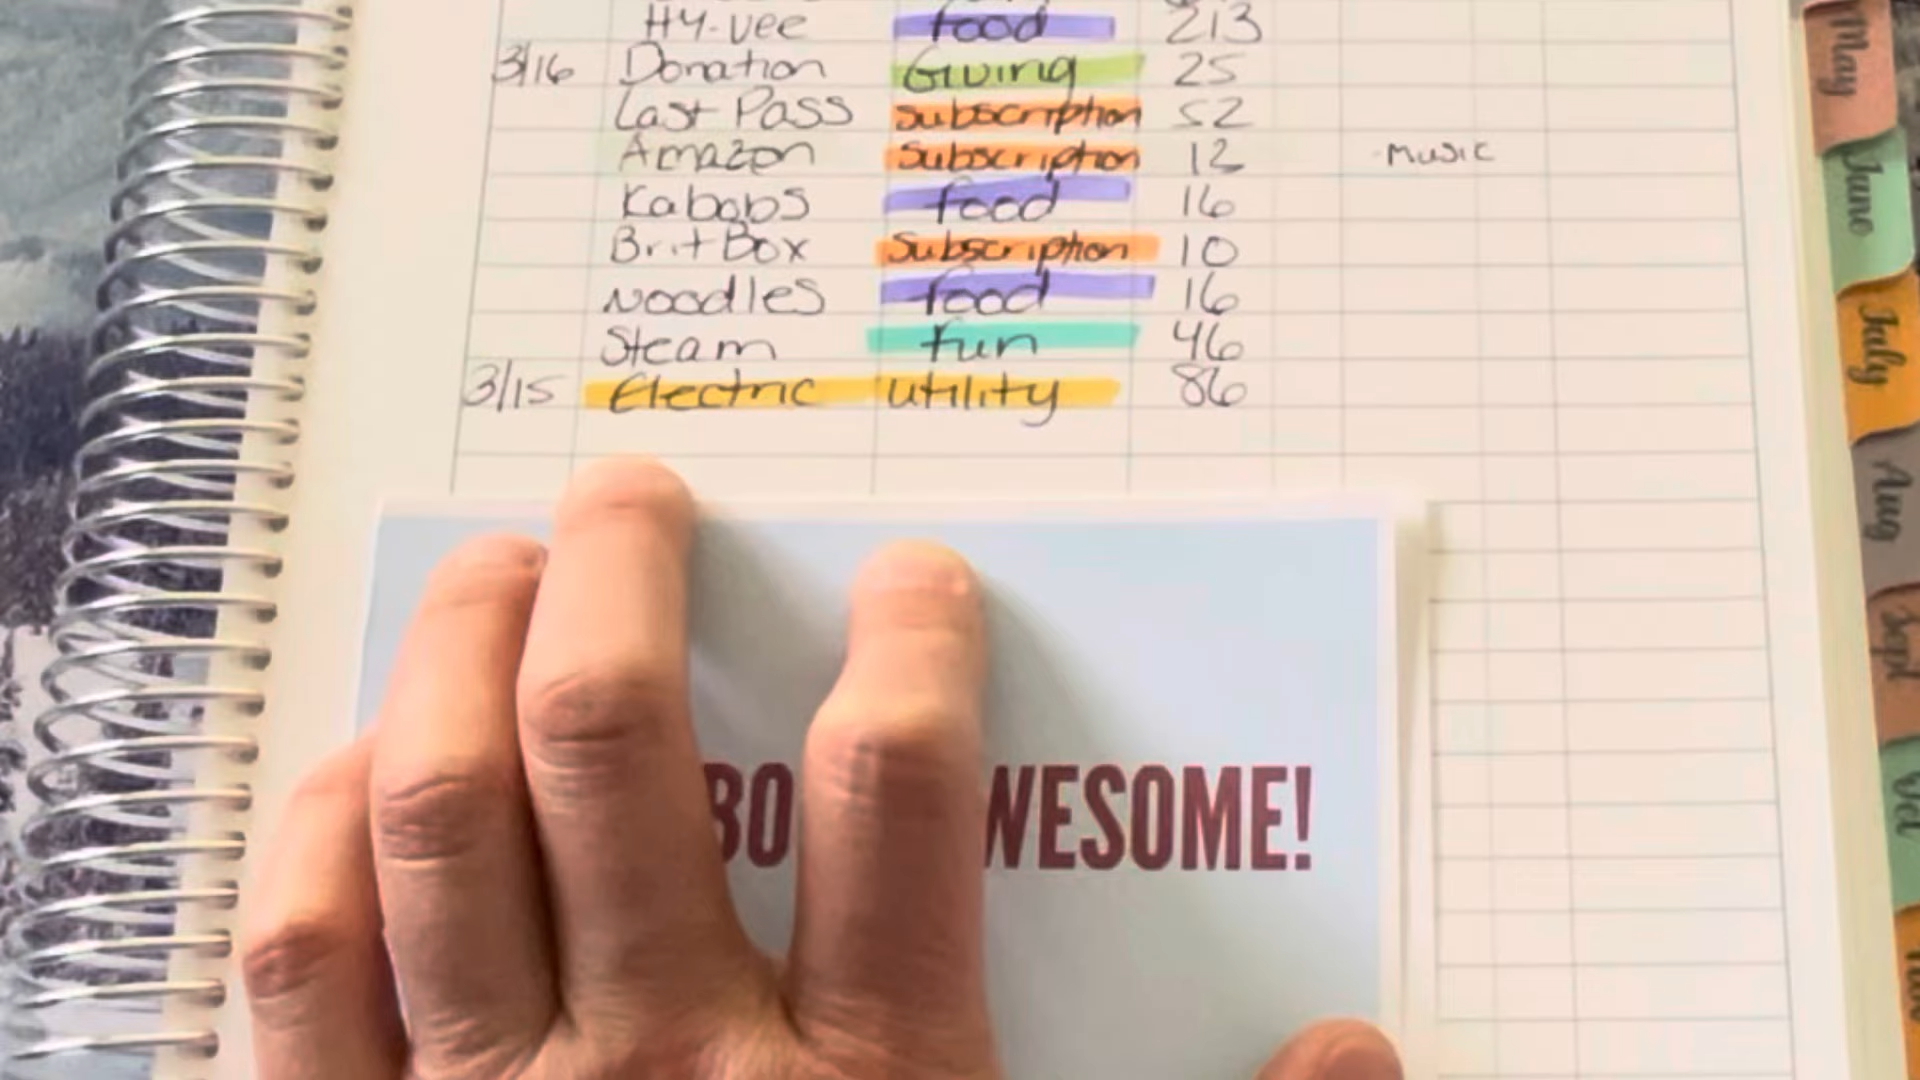 Hy-Vee food 213
3/16 Donation Giving 25
Last Pass Subscription 52
Amazon Subscription 12 -Music
Kabobs food 16
BritBox Subscription 10
Noodles food 16
Steam fun 46
3/15 Electric Utility 86
BO WESOME!
May
June
July
Aug
Sept
Oct